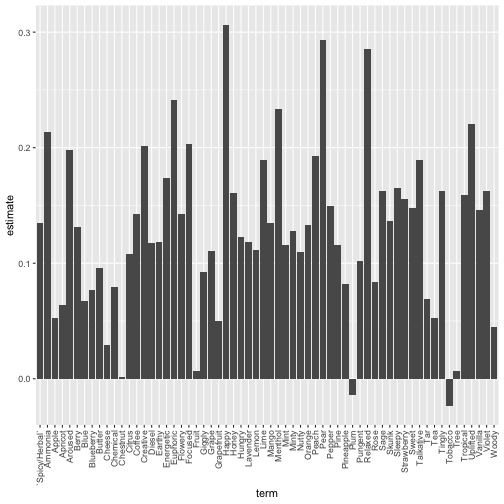 estimate
0.3
0.2
0.1
0.0
Spicy/Herbal
Ammonia
Apple
Apricot
Aroused
Berry
Blue
Blueberry
Butter
Cheese
Chemical
Chestnut
Citrus
Coffee
Creative
Diesel
Earthy
Energetic
Euphoric
Flowery
Focused
Fruit
Giggly
Grape
Grapefruit
Happy
Honey
Hungry
Lavender
Lemon
Lime
Mango
Menthol
Mint
Minty
Nutty
Orange
Peach
Pear
Pepper
Pine
Pineapple
Plum
Pungent
Relaxed
Rose
Sage
Skunk
Sleepy
Strawberry
Sweet
Talkative
Tar
Tea
Tingly
Tobacco
Tree
Tropical
Uplifted
Vanilla
Violet
Woody
term